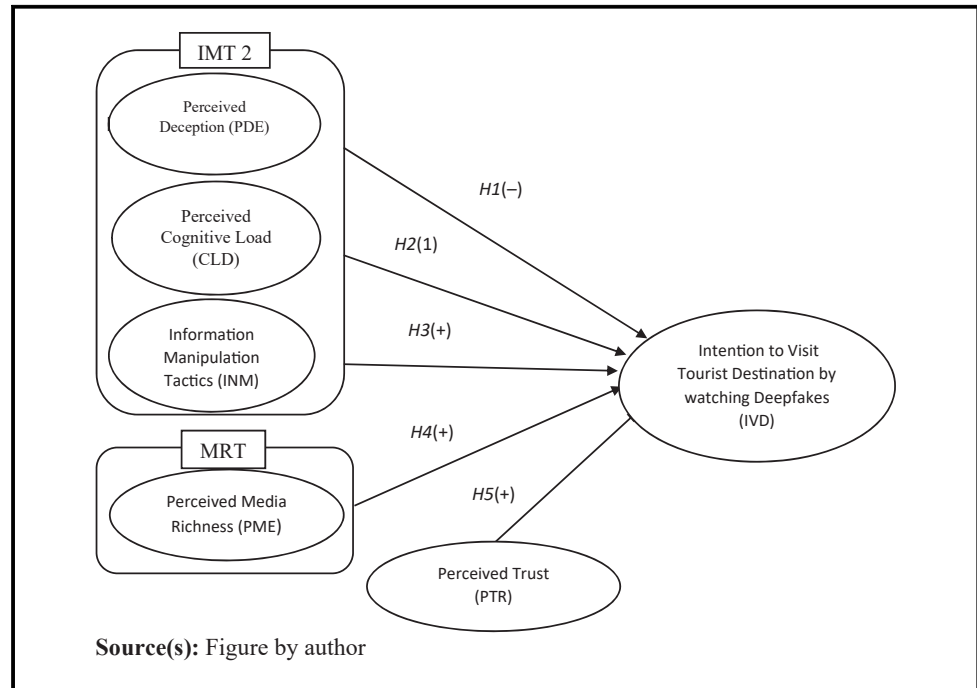 IMT 2
Perceived
Deception (PDE)
H1(–)
Perceived
Cognitive Load
(CLD)
H2(1)
Information
Manipulation
Tactics (INM)
H3(+)
Intention to Visit
Tourist Destination by
watching Deepfakes
(IVD)
MRT
H4(+)
Perceived Media
Richness (PME)
H5(+)
Perceived Trust
(PTR)
Source(s): Figure by author